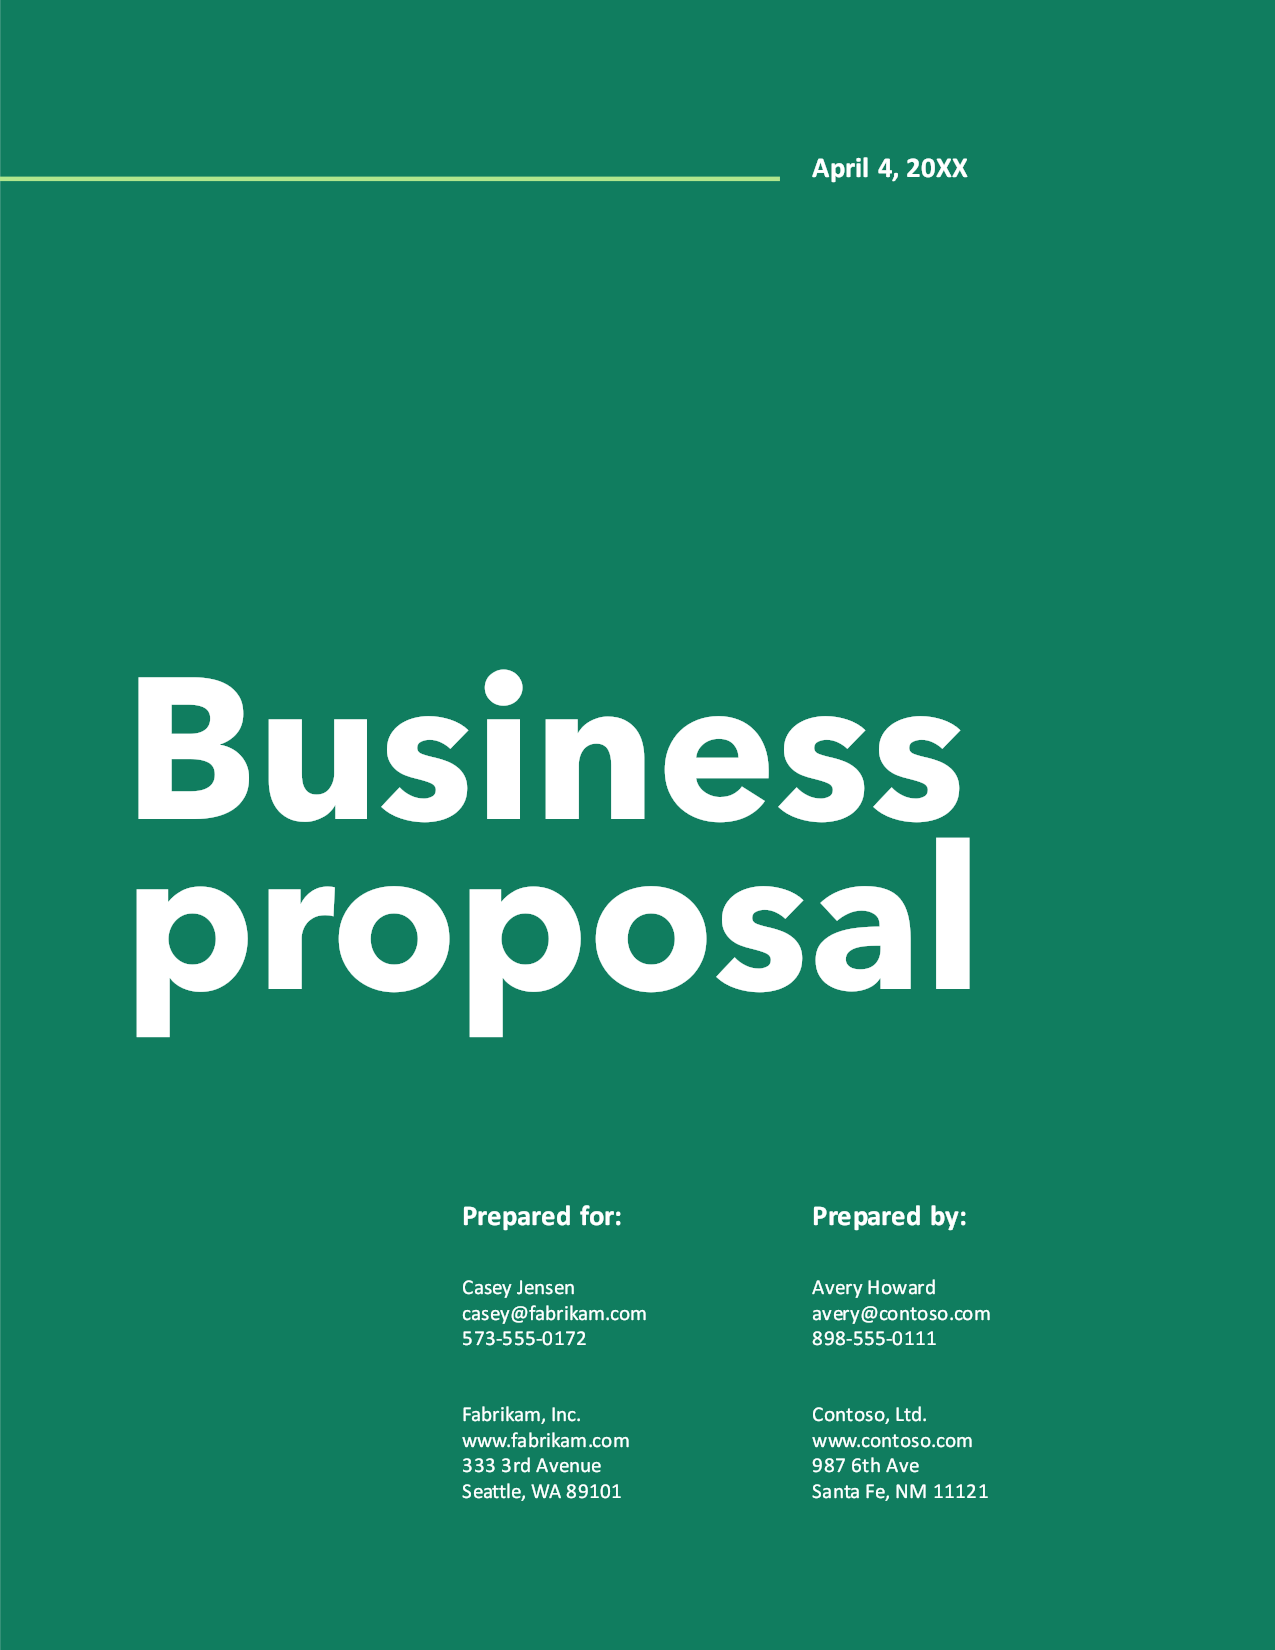 April 4, 20XX
Business
proposal
Prepared for:
Casey Jensen
casey@fabrikam.com
573-555-0172
Fabrikam, Inc.
www.fabrikam.com
333 3rd Avenue
Seattle, WA 89101
Prepared by:
Avery Howard
avery@contoso.com
898-555-0111
Contoso, Ltd.
www.contoso.com
987 6th Ave
Santa Fe, NM 11121